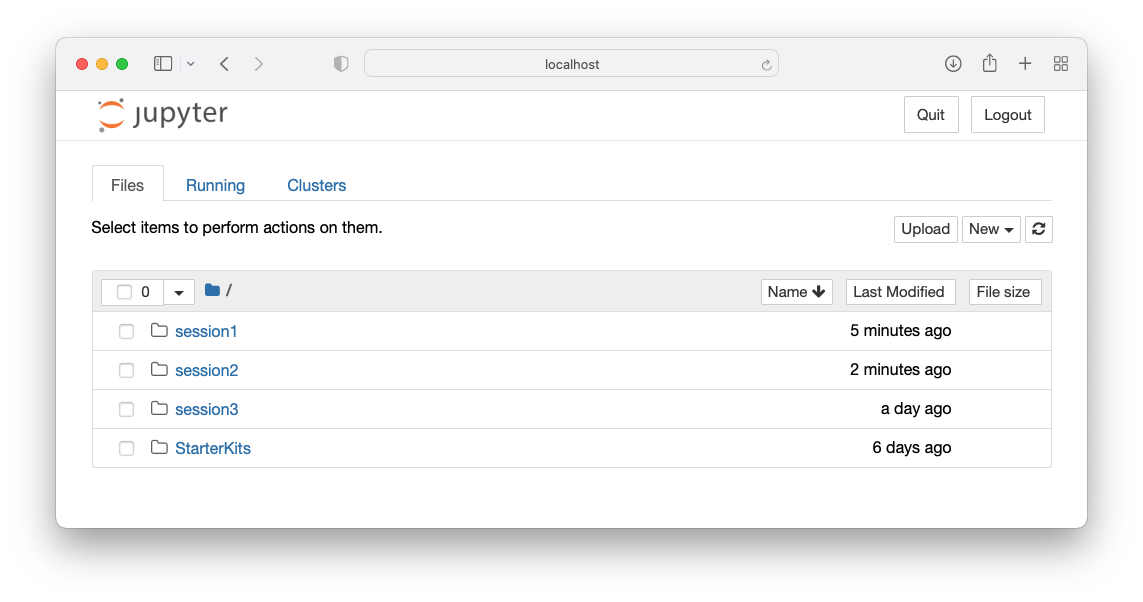 localhost
jupyter
Quit Logout
Files Running Clusters
Select items to perform actions on them.
Upload New
0 / Name Last Modified File size
session1 5 minutes ago
session2 2 minutes ago
session3 a day ago
StarterKits 6 days ago